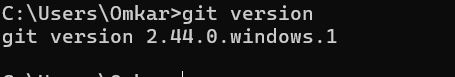 C:\Users\Omkar>git version
git version 2.44.0.windows.1